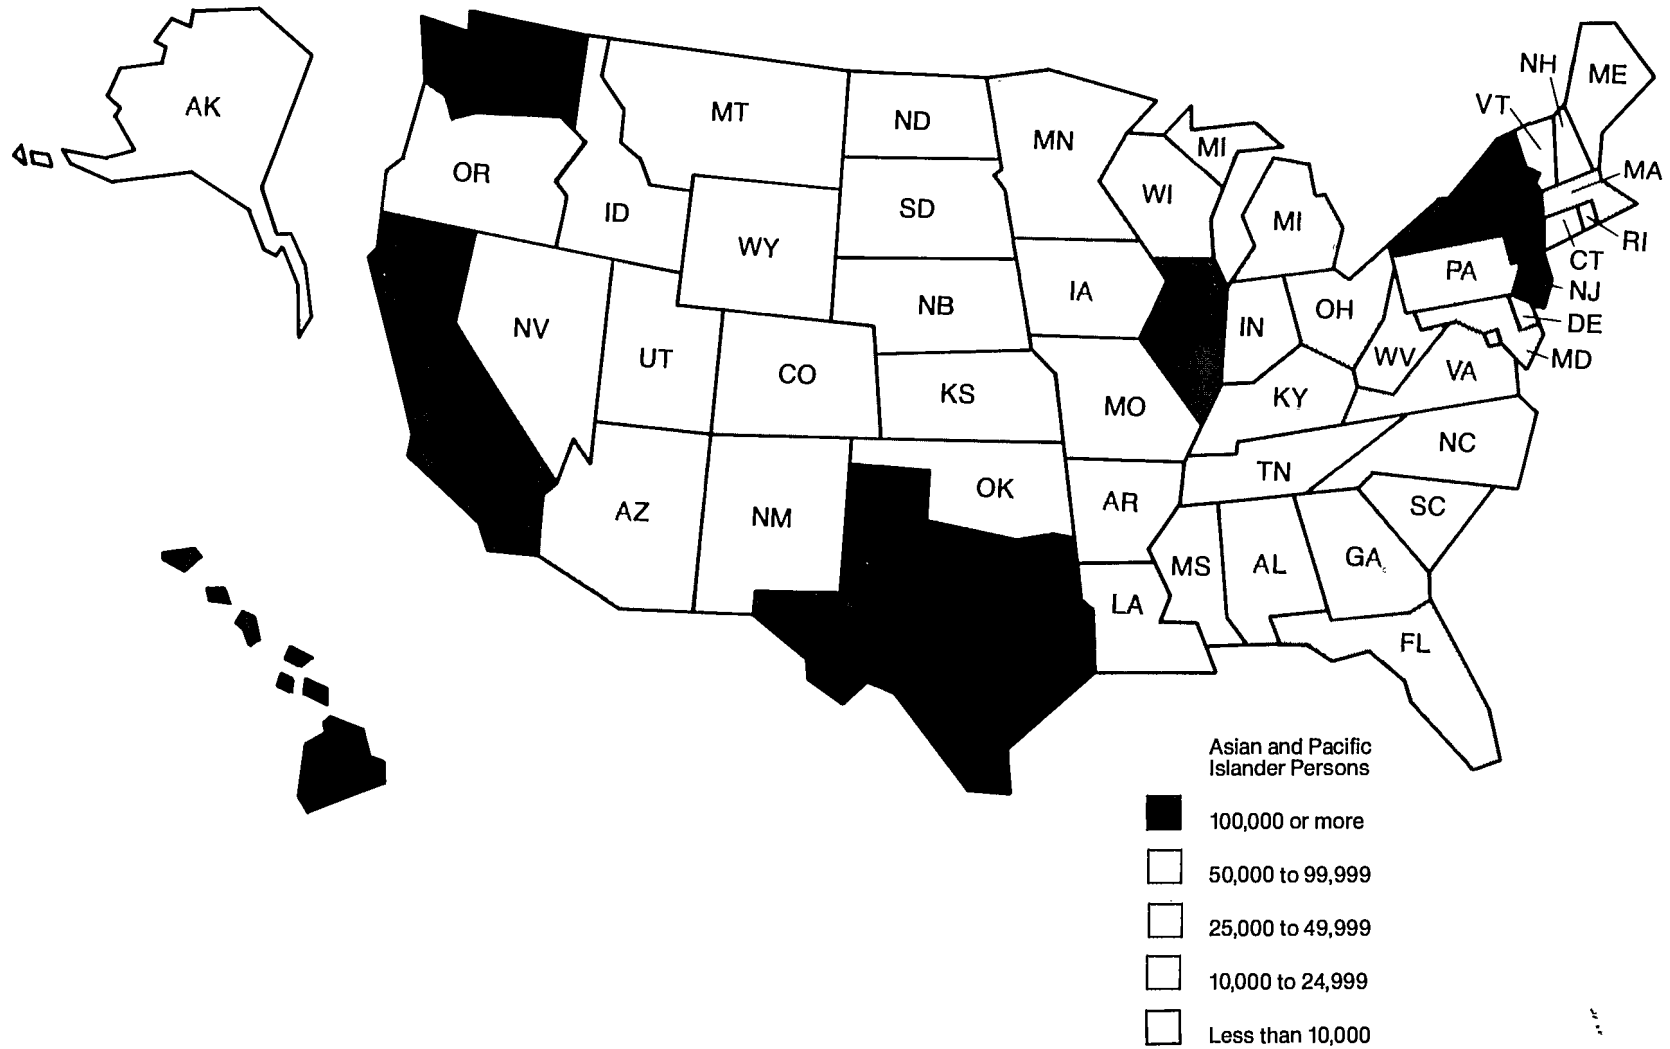 AK
MT
ND
MN
MI
WI
MI
NH
ME
VT
MA
RI
CT
NJ
DE
MD
OR
ID
WY
SD
NB
IA
PA
OH
IN
WV
VA
NV
UT
CO
KS
MO
KY
NC
TN
SC
AZ
NM
OK
AR
MS
AL
GA
LA
FL
Asian and Pacific
Islander Persons
100,000 or more
50,000 to 99,999
25,000 to 49,999
10,000 to 24,999
Less than 10,000